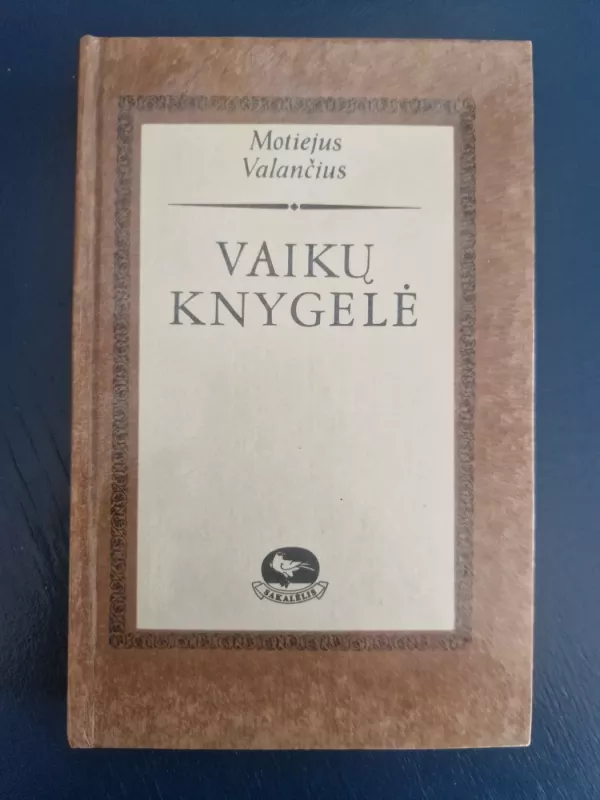 Motiejus
Valančius
VAIKŲ
KNYGELĖ
SAKALĖLIS